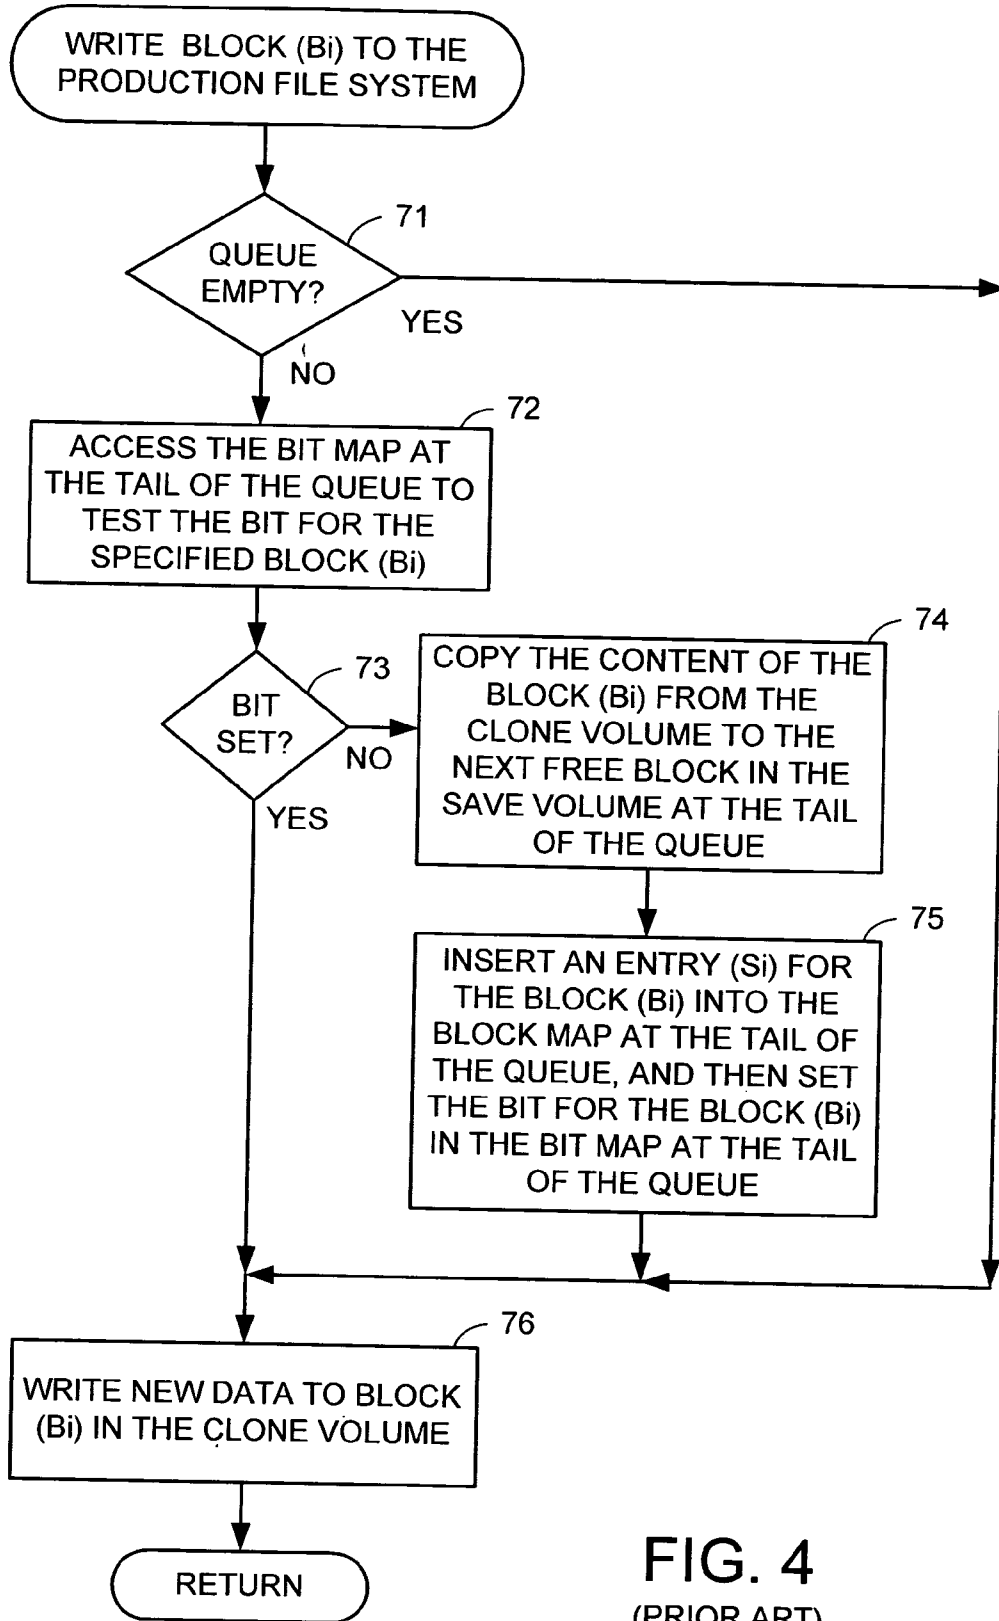 WRITE BLOCK (Bi) TO THE
PRODUCTION FILE SYSTEM
71
QUEUE
EMPTY?
YES
NO
72
ACCESS THE BIT MAP AT
THE TAIL OF THE QUEUE TO
TEST THE BIT FOR THE
SPECIFIED BLOCK (Bi)
73
BIT
SET?
NO
YES
74
COPY THE CONTENT OF THE
BLOCK (Bi) FROM THE
CLONE VOLUME TO THE
NEXT FREE BLOCK IN THE
SAVE VOLUME AT THE TAIL
OF THE QUEUE
75
INSERT AN ENTRY (Si) FOR
THE BLOCK (Bi) INTO THE
BLOCK MAP AT THE TAIL OF
THE QUEUE, AND THEN SET
THE BIT FOR THE BLOCK (Bi)
IN THE BIT MAP AT THE TAIL
OF THE QUEUE
76
WRITE NEW DATA TO BLOCK
(Bi) IN THE CLONE VOLUME
RETURN
FIG. 4
(PRIOR ART)